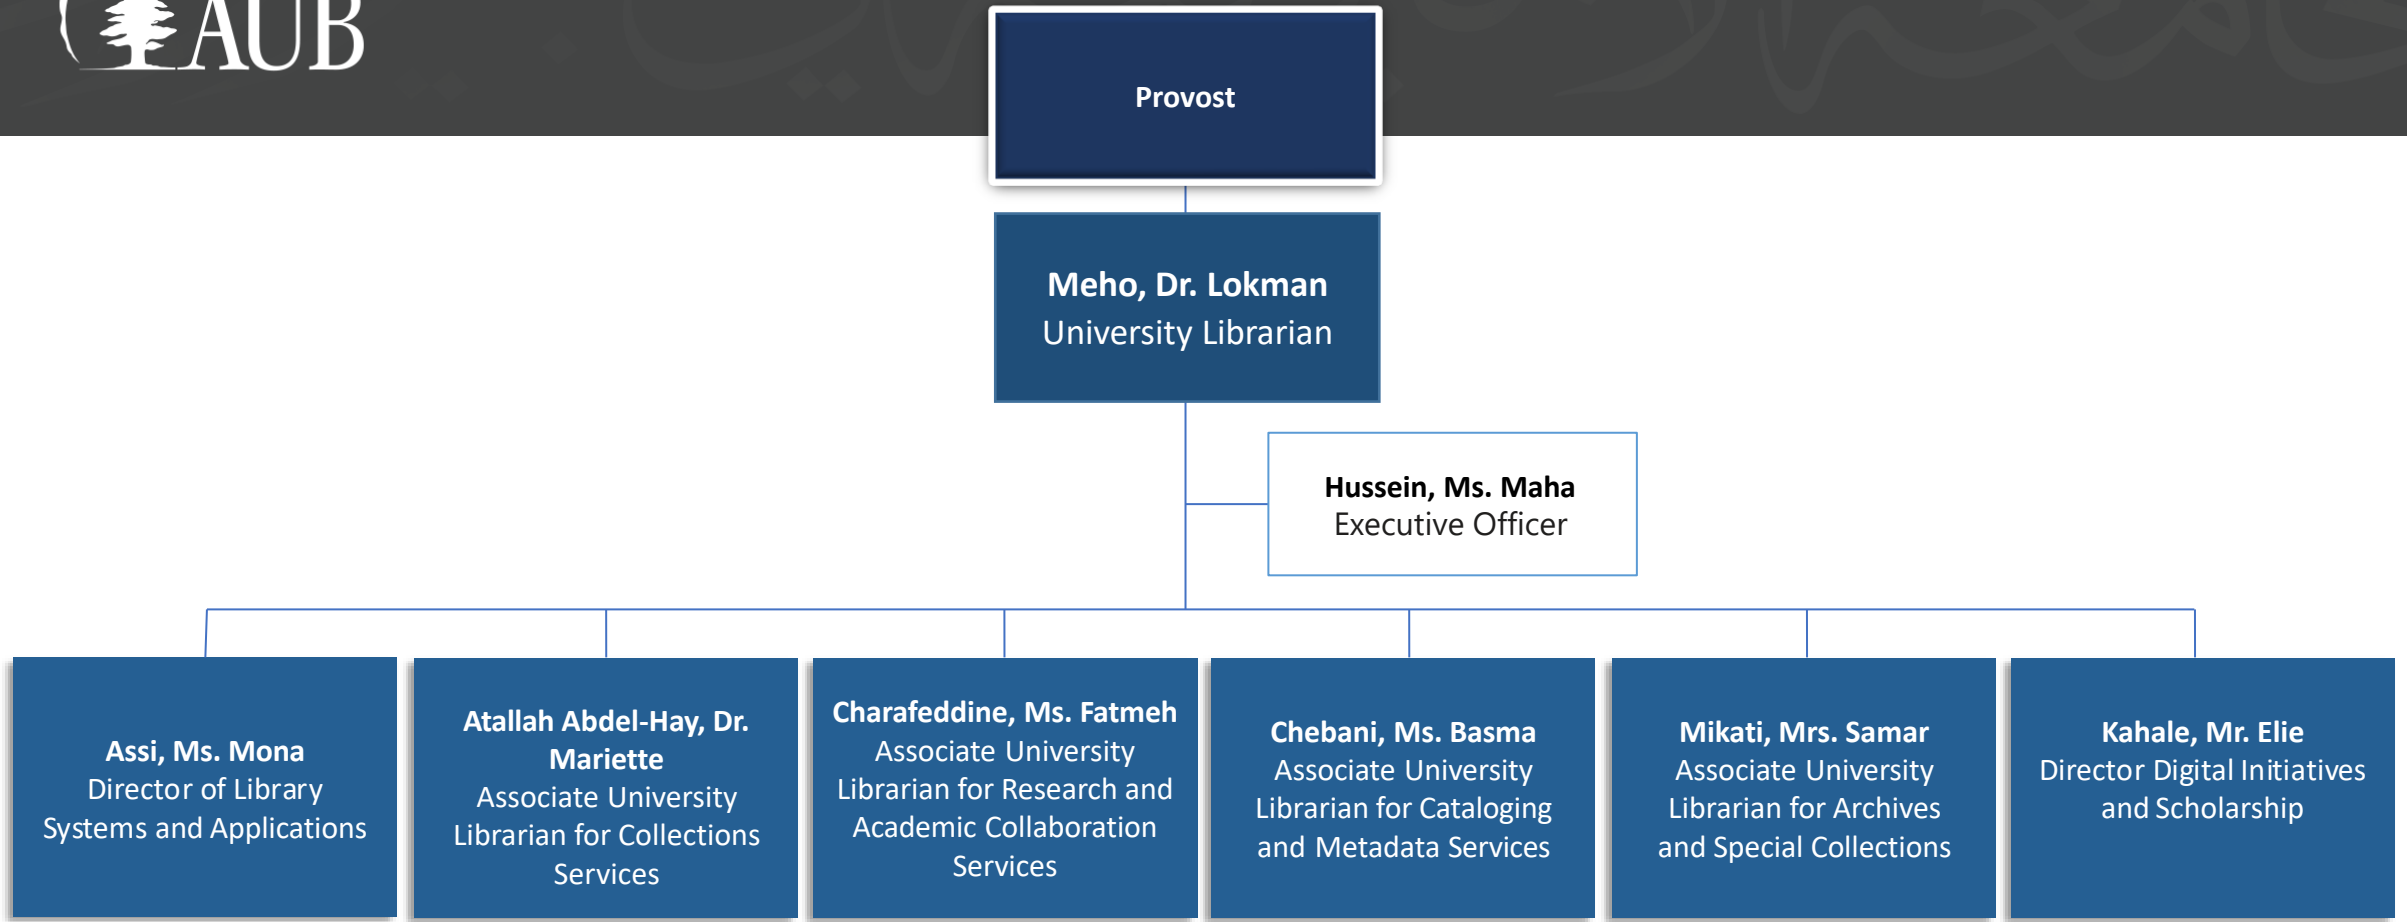 AUB
Provost
Meho, Dr. Lokman
University Librarian
Hussein, Ms. Maha
Executive Officer
Assi, Ms. Mona
Director of Library
Systems and Applications
Atallah Abdel-Hay, Dr.
Mariette
Associate University
Librarian for Collections
Services
Charafeddine, Ms. Fatmeh
Associate University
Librarian for Research and
Academic Collaboration
Services
Chebani, Ms. Basma
Associate University
Librarian for Cataloging
and Metadata Services
Mikati, Mrs. Samar
Associate University
Librarian for Archives
and Special Collections
Kahale, Mr. Elie
Director Digital Initiatives
and Scholarship